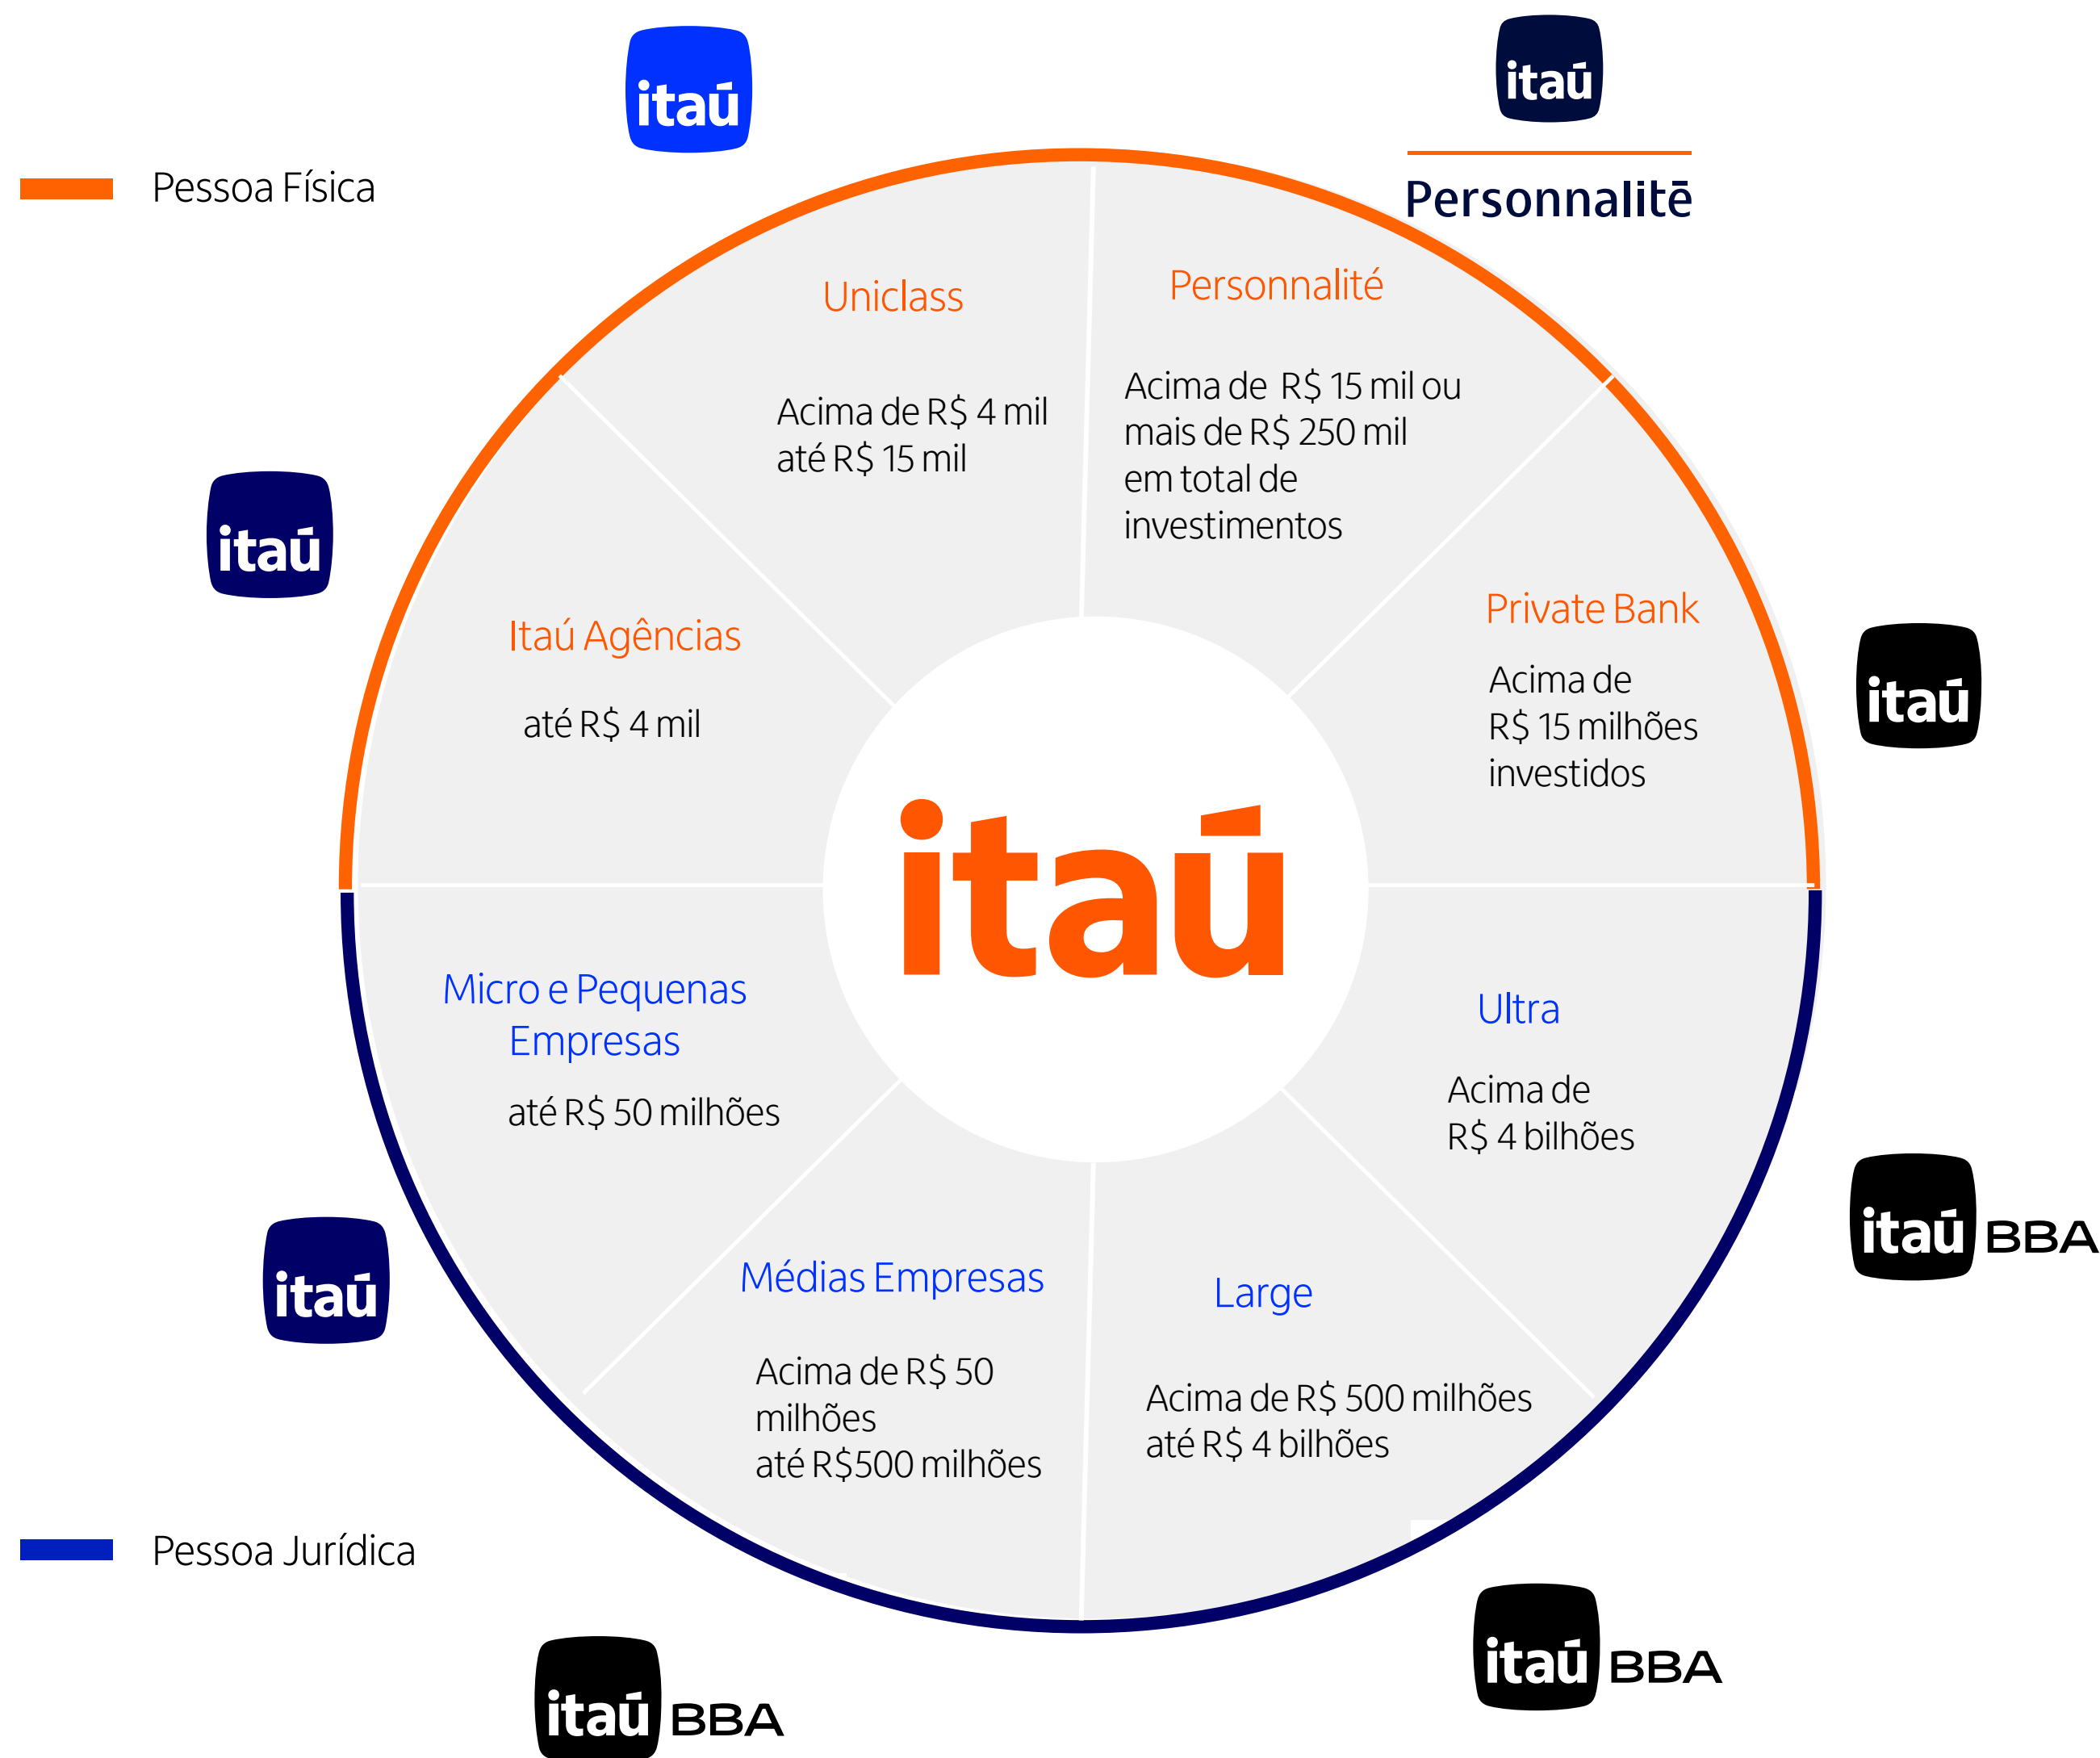 itaú
itaú
Personnalitē
Pessoa Física
Uniclass
Acima de R$ 4 mil
até R$ 15 mil
Personnalité
Acima de R$ 15 mil ou
mais de R$ 250 mil
em total de
investimentos
itaú
Itaú Agências
até R$ 4 mil
Private Bank
Acima de
R$ 15 milhões
investidos
itaú
itaú
Micro e Pequenas
Empresas
até R$ 50 milhões
Ultra
Acima de
R$ 4 bilhões
itaú BBA
itaú
Médias Empresas
Acima de R$ 50
milhões
até R$500 milhões
Large
Acima de R$ 500 milhões
até R$ 4 bilhões
Pessoa Jurídica
itaú BBA
itaú BBA